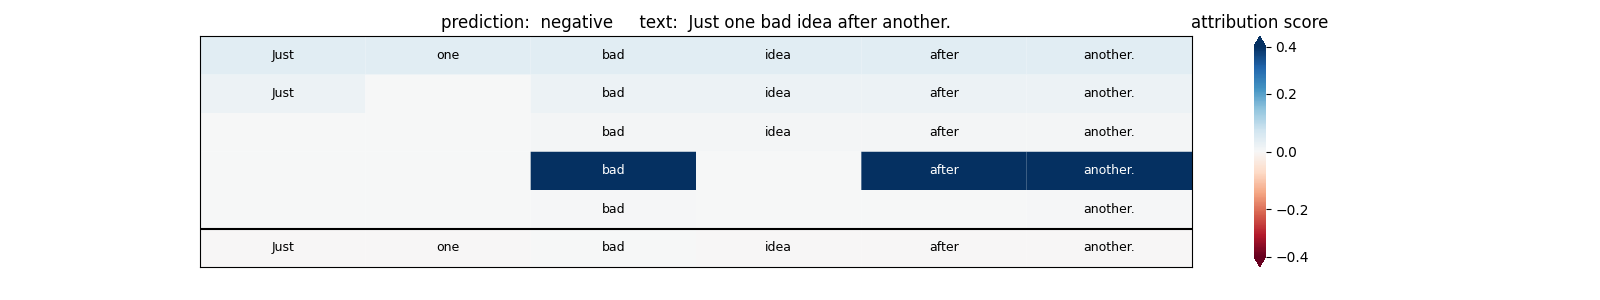 prediction:  negative     text:  Just one bad idea after another.
attribution score
Just one bad idea after another.
Just bad idea after another.
bad idea after another.
bad after another.
bad another.
Just one bad idea after another.
0.4
0.2
0.0
−0.2
−0.4